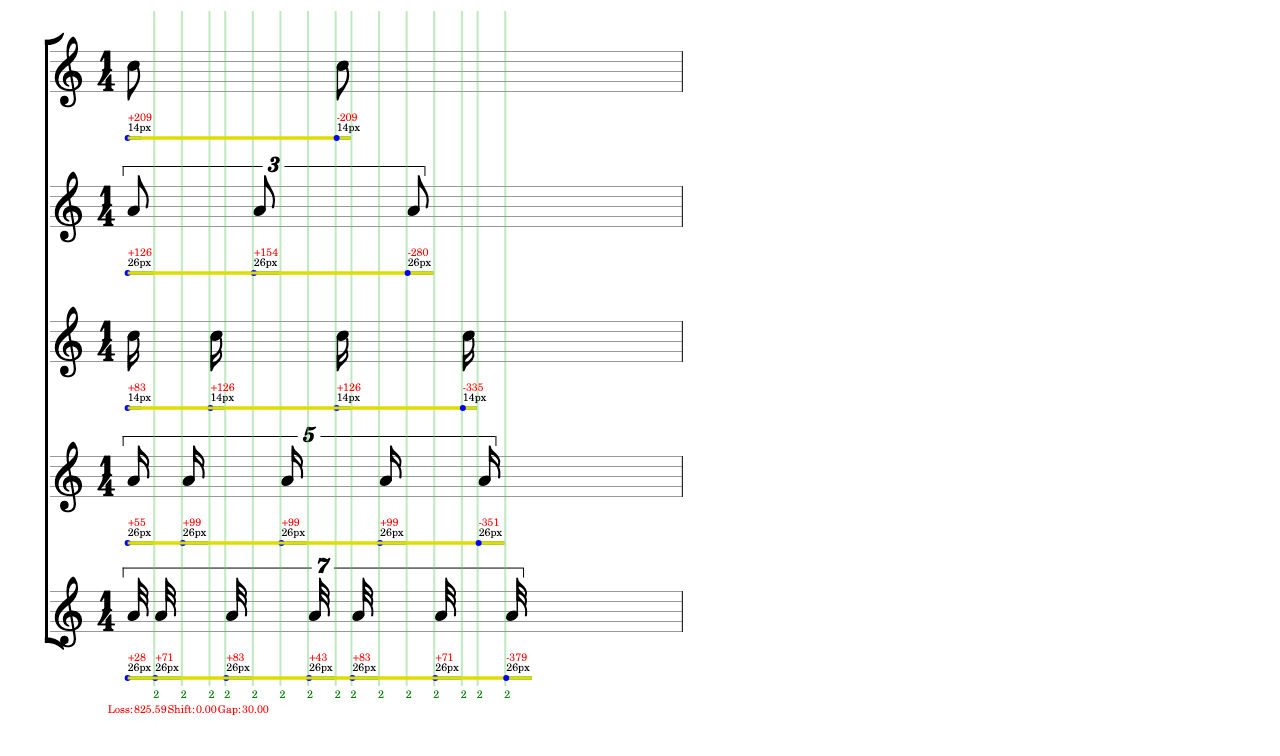 1
4
+209 -209
14px 14px
3
1
4
+126 +154 -280
26px 26px 26px
1
4
+83 +126 +126 -335
14px 14px 14px 14px
5
1
4
+55 +99 +99 +99 -351
26px 26px 26px 26px 26px
7
1
4
+28 +71 +83 +43 +83 +71 -379
26px 26px 26px 26px 26px 26px 26px
2 2 2 2 2 2 2 2 2 2 2 2 2 2
Loss:825.59 Shift:0.00 Gap:30.00